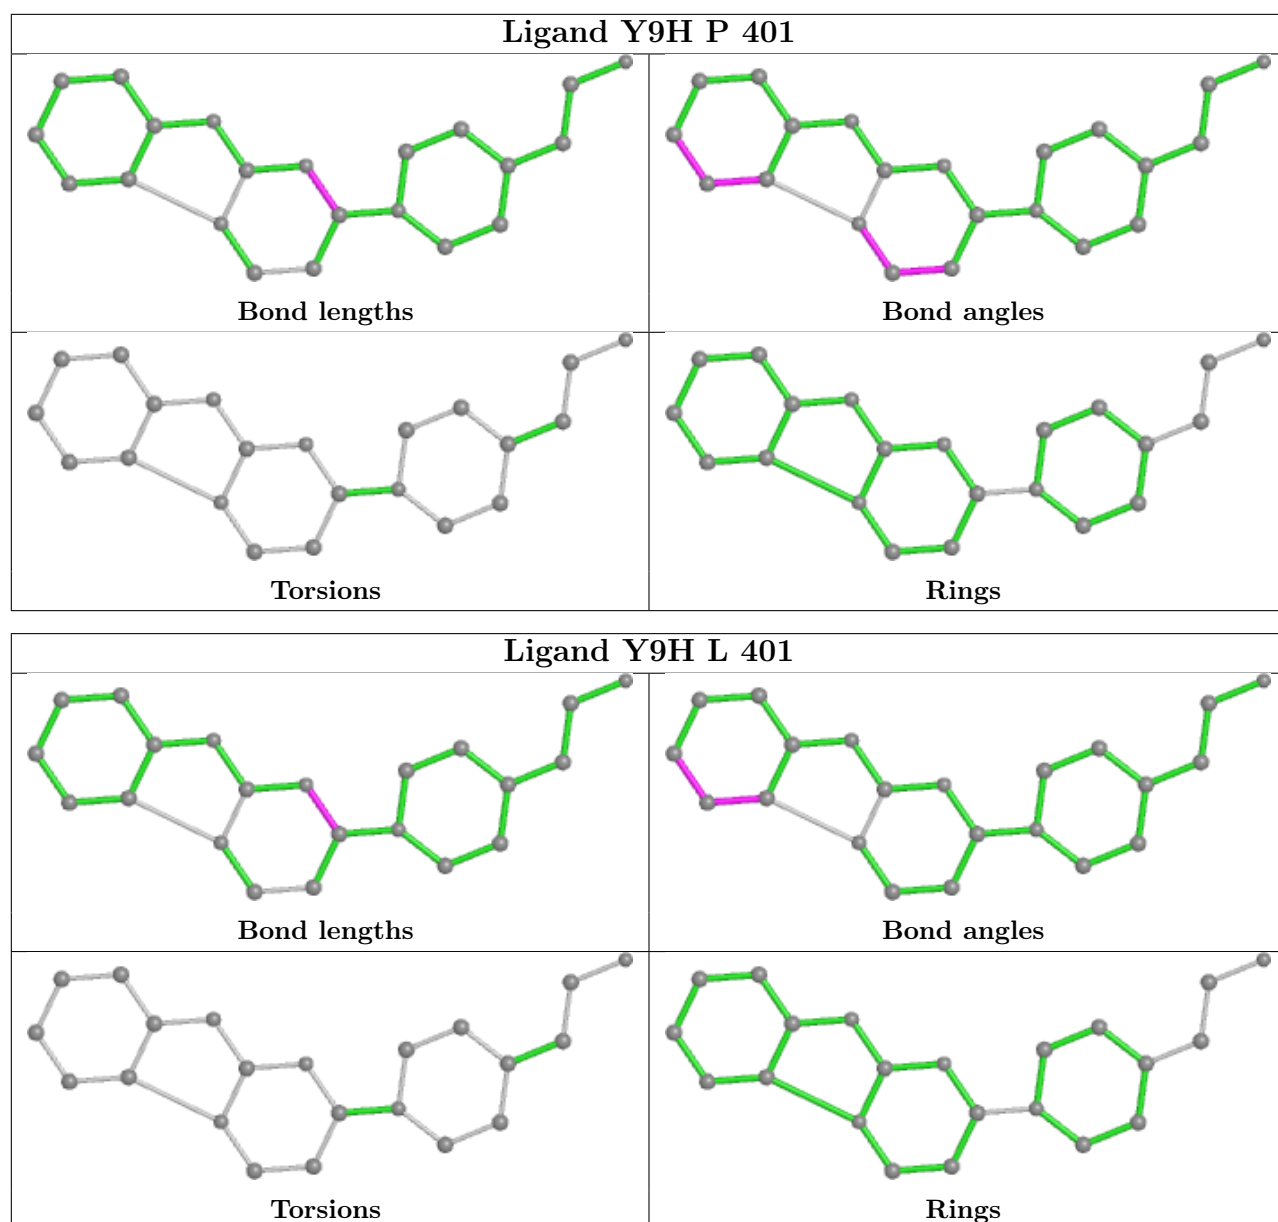 Ligand Y9H P 401
Bond lengths
Bond angles
Torsions
Rings
Ligand Y9H L 401
Bond lengths
Bond angles
Torsions
Rings